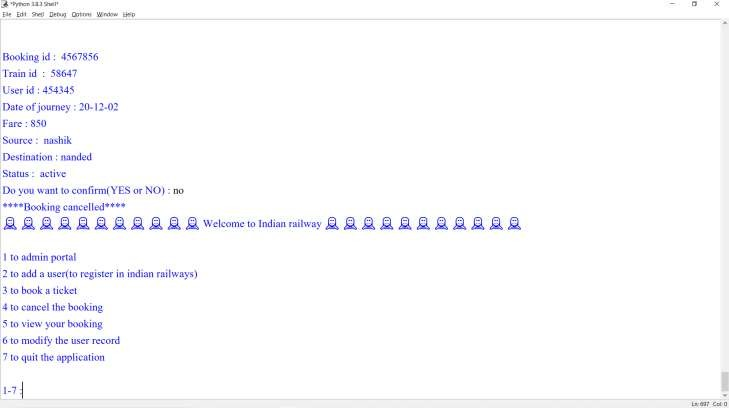 *Python 3.8.3 Shell*
File Edit Shell Debug Options Window Help
Booking id : 4567856
Train id : 58647
User id : 454345
Date of journey : 20-12-02
Fare : 850
Source : nashik
Destination : nanded
Status : active
Do you want to confirm(YES or NO) : no
****Booking cancelled****
Welcome to Indian railway
1 to admin portal
2 to add a user(to register in indian railways)
3 to book a ticket
4 to cancel the booking
5 to view your booking
6 to modify the user record
7 to quit the application
1-7 :
Ln: 697 Col: 0